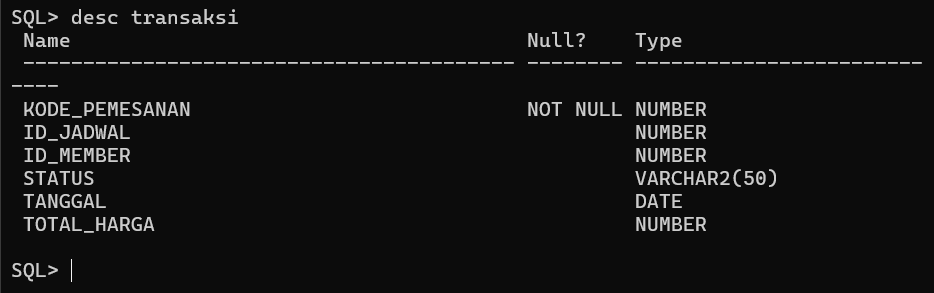 SQL> desc transaksi
 Name                                      Null?    Type
 ----------------------------------------- -------- ------------------------
----
 KODE_PEMESANAN                            NOT NULL NUMBER
 ID_JADWAL                                          NUMBER
 ID_MEMBER                                          NUMBER
 STATUS                                             VARCHAR2(50)
 TANGGAL                                            DATE
 TOTAL_HARGA                                        NUMBER
SQL>